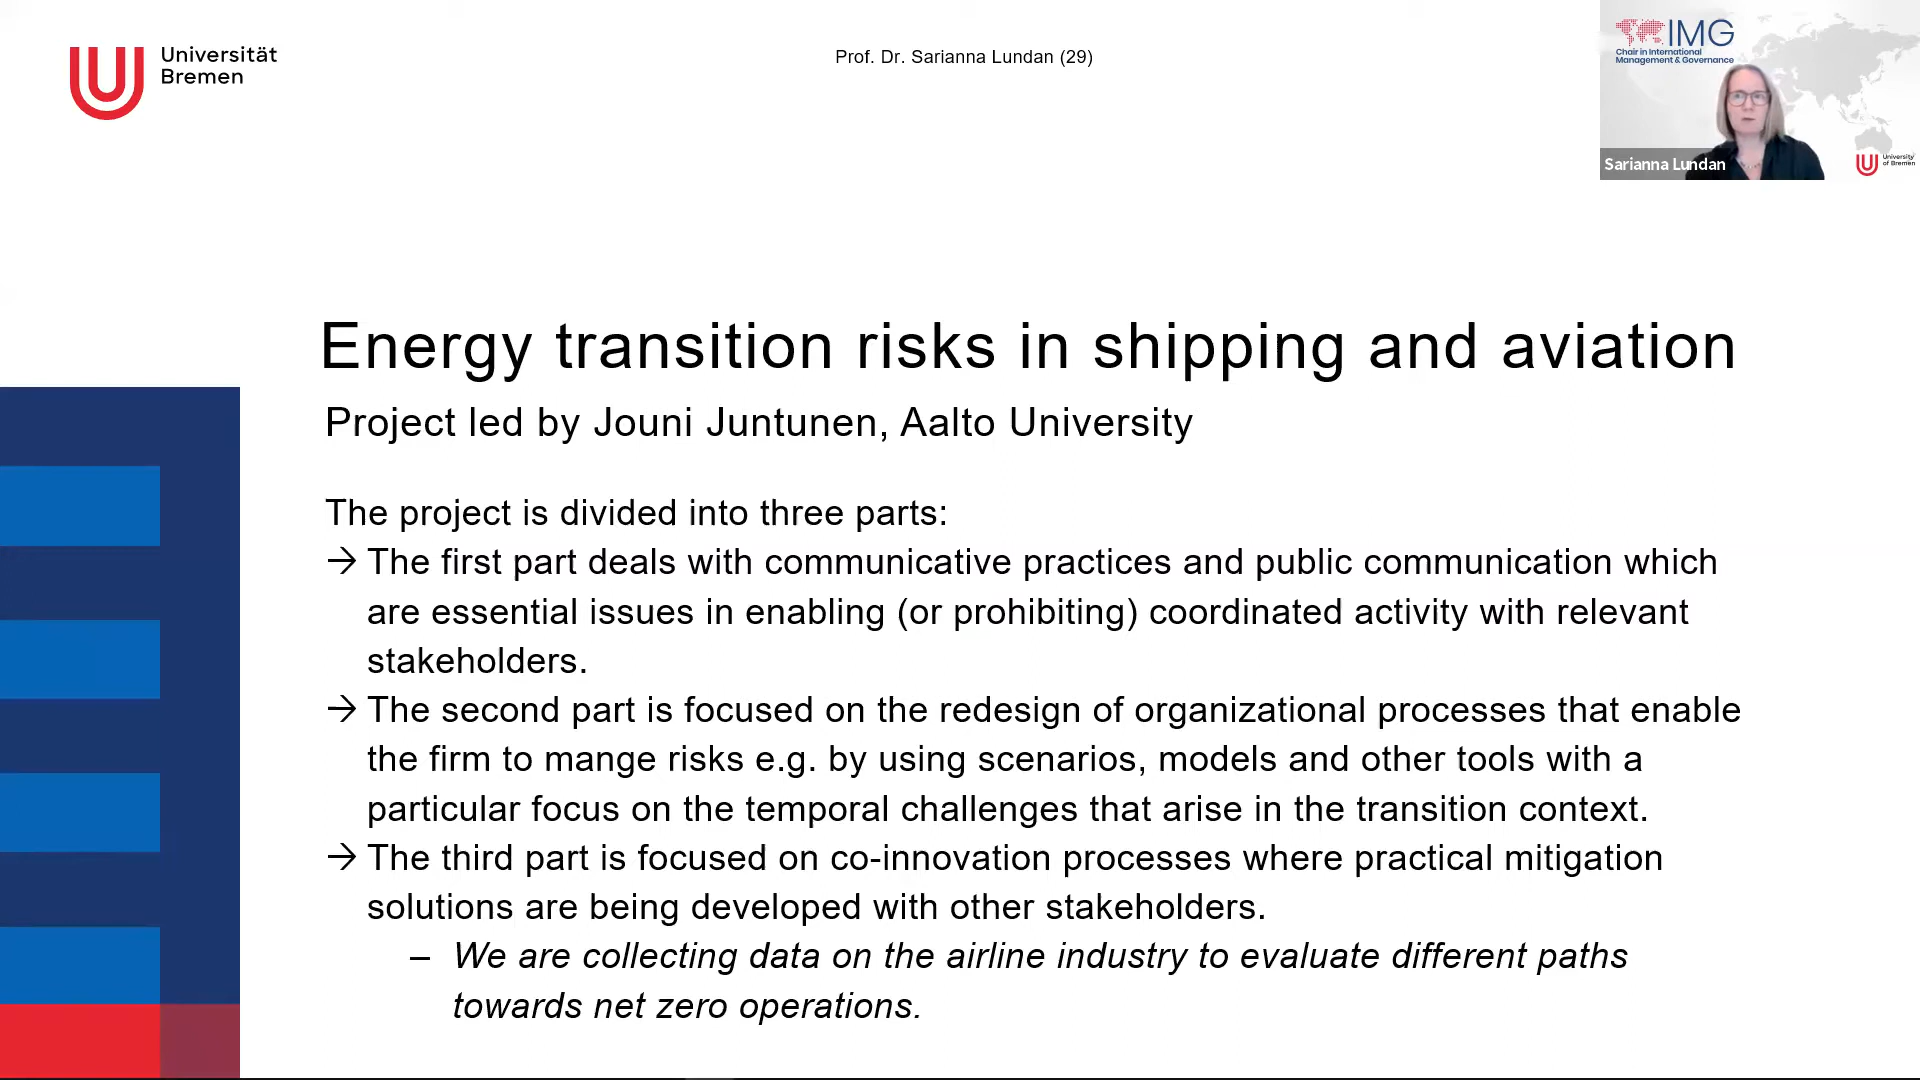 Universität
Bremen
Prof. Dr. Sarianna Lundan (29)
IMG
Chair in International
Management & Governance
Sarianna Lundan
University
of Bremen
Energy transition risks in shipping and aviation
Project led by Jouni Juntunen, Aalto University
The project is divided into three parts:
→ The first part deals with communicative practices and public communication which
are essential issues in enabling (or prohibiting) coordinated activity with relevant
stakeholders.
→ The second part is focused on the redesign of organizational processes that enable
the firm to mange risks e.g. by using scenarios, models and other tools with a
particular focus on the temporal challenges that arise in the transition context.
→ The third part is focused on co-innovation processes where practical mitigation
solutions are being developed with other stakeholders.
– We are collecting data on the airline industry to evaluate different paths
towards net zero operations.